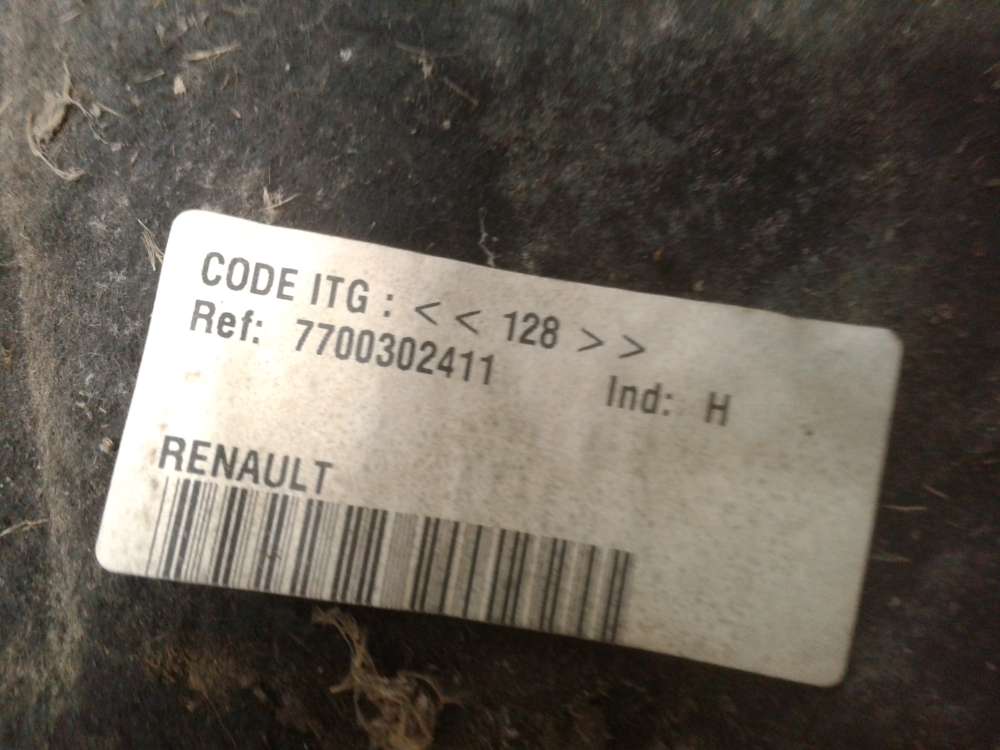 CODE ITG : < < 128 > >
Ref: 7700302411
Ind: H
RENAULT